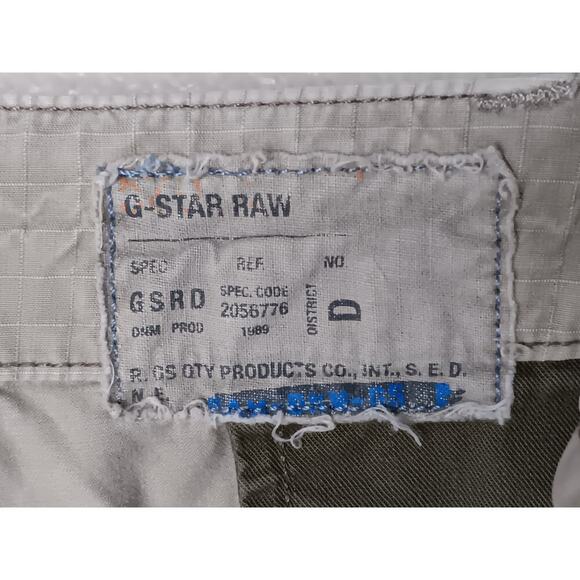 G-STAR RAW
SPEC REF. NO.
GSRD SPEC. CODE DISTRICT D
2056776
DNM PROD 1989
R. GS QTY PRODUCTS CO., INT., S. E. D.